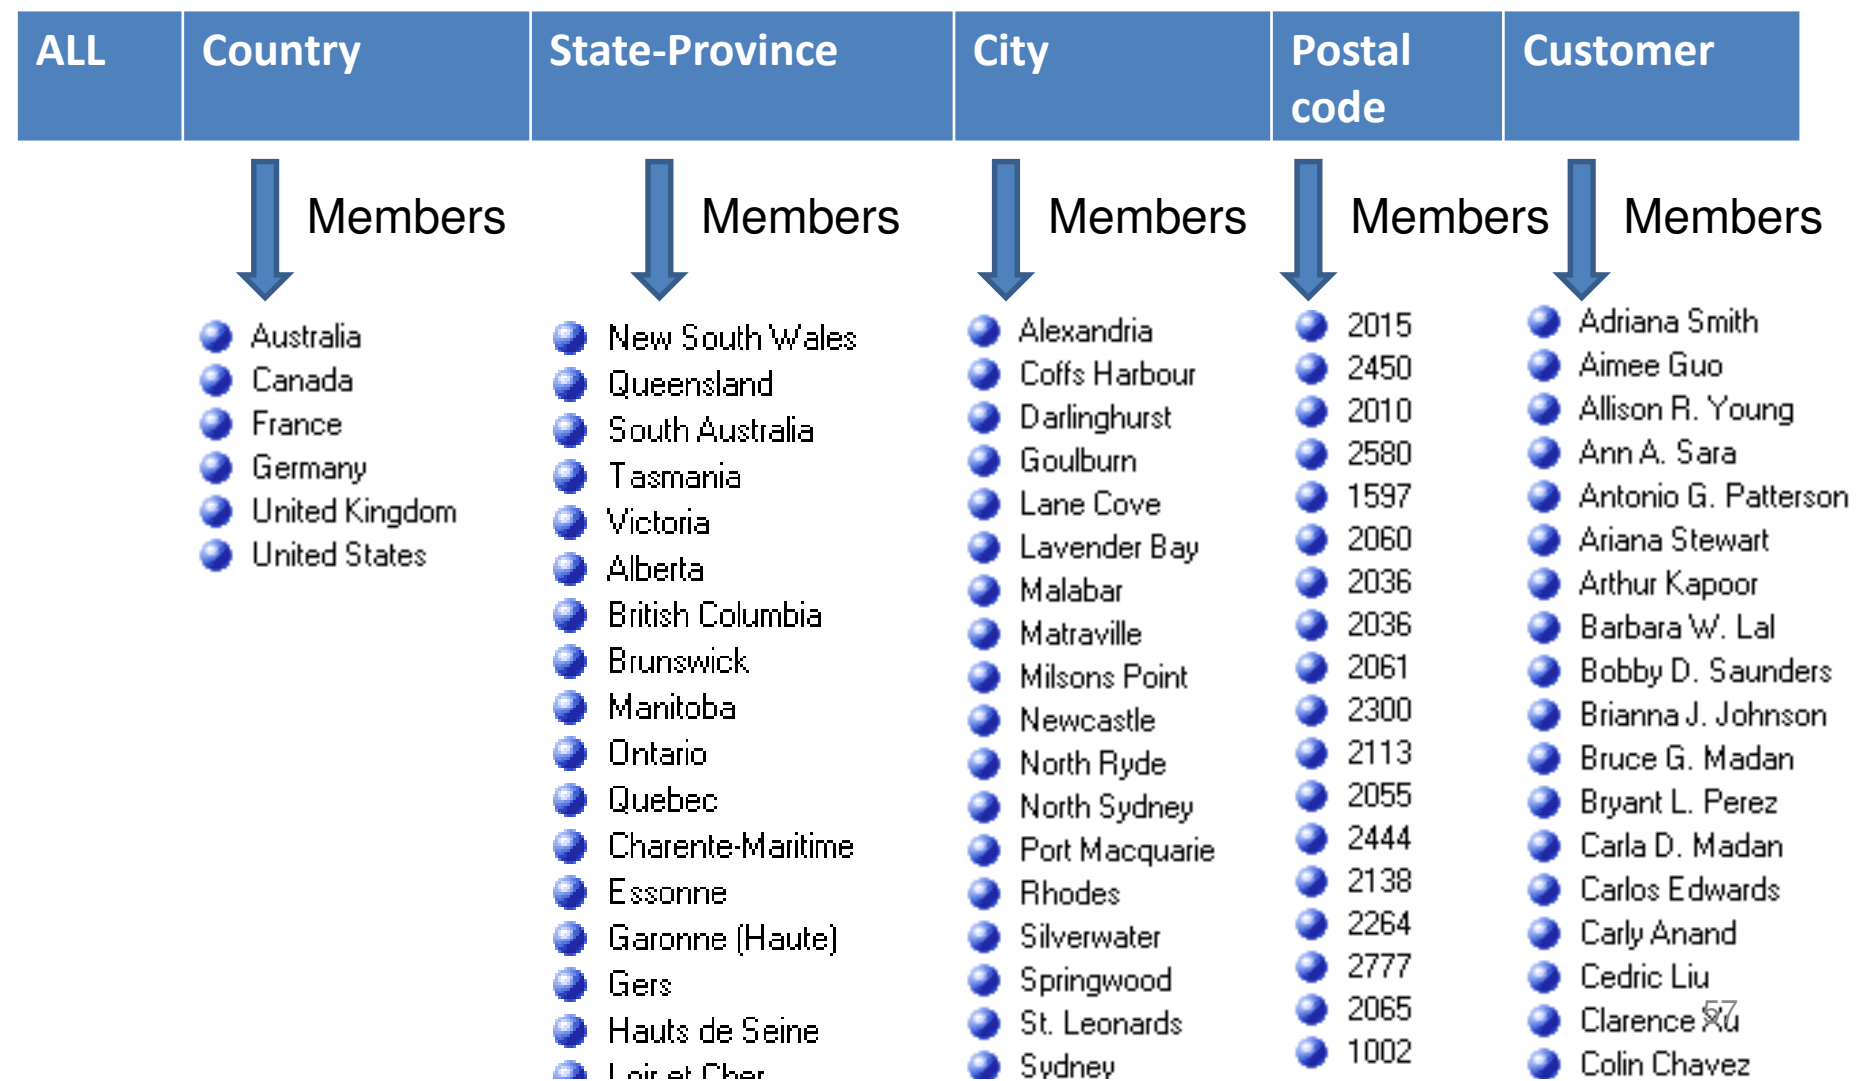 ALL
Country
State-Province
City
Postal
code
Customer
Members
Members
Members
Members
Members
Australia
Canada
France
Germany
United Kingdom
United States
New South Wales
Queensland
South Australia
Tasmania
Victoria
Alberta
British Columbia
Brunswick
Manitoba
Ontario
Quebec
Charente-Maritime
Essonne
Garonne (Haute)
Gers
Hauts de Seine
Loir et Cher
Alexandria
Coffs Harbour
Darlinghurst
Goulburn
Lane Cove
Lavender Bay
Malabar
Matraville
Milsons Point
Newcastle
North Ryde
North Sydney
Port Macquarie
Rhodes
Silverwater
Springwood
St. Leonards
Sydney
2015
2450
2010
2580
1597
2060
2036
2036
2061
2300
2113
2055
2444
2138
2264
2777
2065
1002
Adriana Smith
Aimee Guo
Allison R. Young
Ann A. Sara
Antonio G. Patterson
Ariana Stewart
Arthur Kapoor
Barbara W. Lal
Bobby D. Saunders
Brianna J. Johnson
Bruce G. Madan
Bryant L. Perez
Carla D. Madan
Carlos Edwards
Carly Anand
Cedric Liu
Clarence Xu
Colin Chavez
57